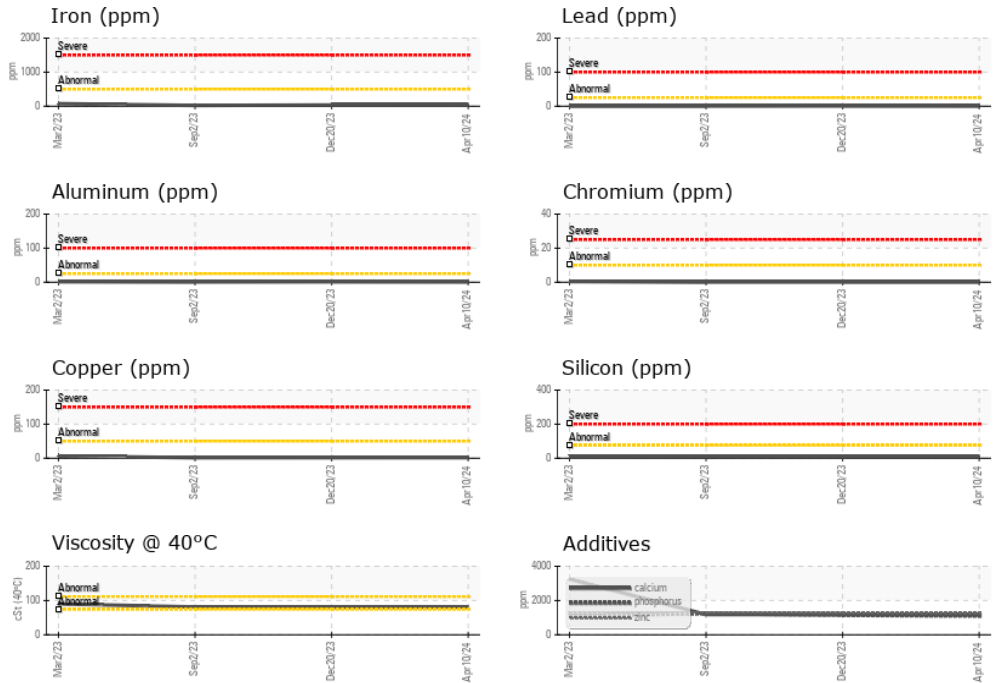 Iron (ppm)
2000
1000
0
ppm
Severe
Abnormal
Mar2/23
Sep2/23
Dec20/23
Apr10/24
Lead (ppm)
200
100
0
ppm
Severe
Abnormal
Mar2/23
Sep2/23
Dec20/23
Apr10/24
Aluminum (ppm)
200
100
0
ppm
Severe
Abnormal
Mar2/23
Sep2/23
Dec20/23
Apr10/24
Chromium (ppm)
40
20
0
ppm
Severe
Abnormal
Mar2/23
Sep2/23
Dec20/23
Apr10/24
Copper (ppm)
200
100
0
ppm
Severe
Abnormal
Mar2/23
Sep2/23
Dec20/23
Apr10/24
Silicon (ppm)
400
200
0
ppm
Severe
Abnormal
Mar2/23
Sep2/23
Dec20/23
Apr10/24
Viscosity @ 40°C
200
100
0
cSt (40°C)
Abnormal
Abnormal
Mar2/23
Sep2/23
Dec20/23
Apr10/24
Additives
4000
2000
0
ppm
calcium
phosphorus
zinc
Mar2/23
Sep2/23
Dec20/23
Apr10/24